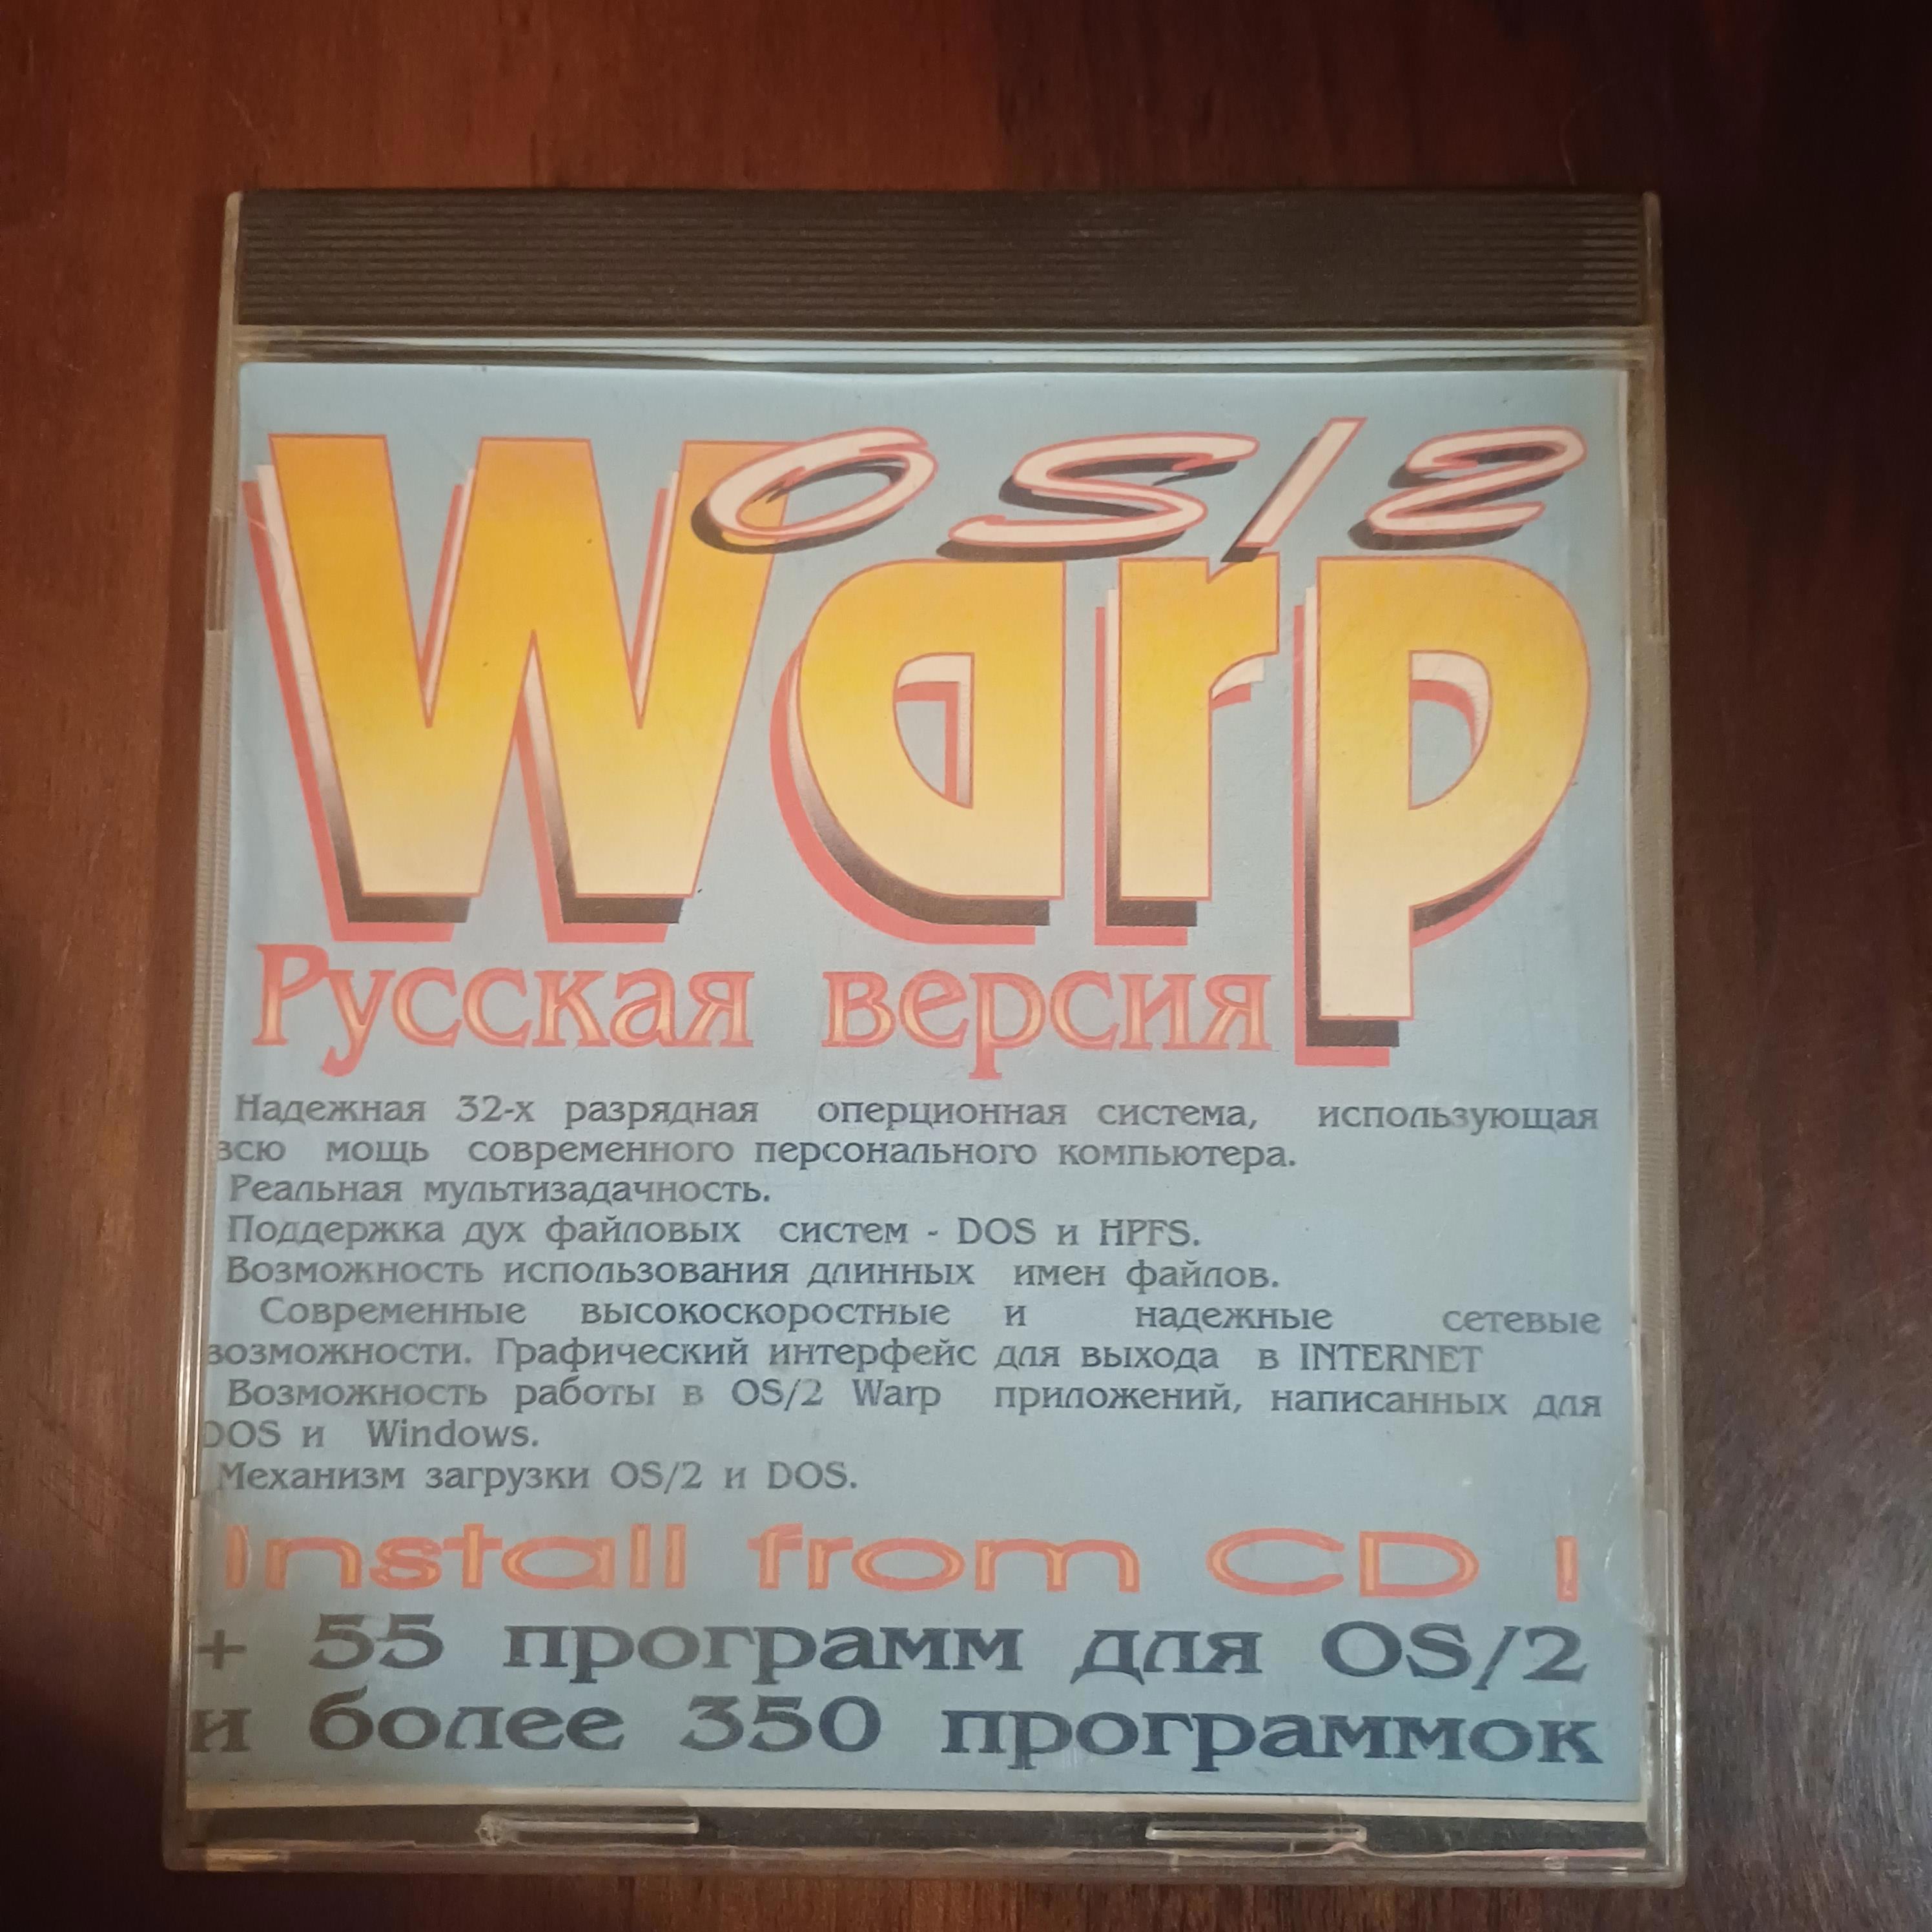 OS/2
Warp
Русская версия
Надежная 32-х разрядная оперционная система, использующая
всю мощь современного персонального компьютера.
Реальная мультизадачность.
Поддержка дух файловых систем - DOS и HPFS.
Возможность использования длинных имен файлов.
Современные высокоскоростные и надежные сетевые
возможности. Графический интерфейс для выхода в INTERNET
Возможность работы в OS/2 Warp приложений, написанных для
DOS и Windows.
Механизм загрузки OS/2 и DOS.
Install from CD !
+ 55 программ для OS/2
и более 350 программок